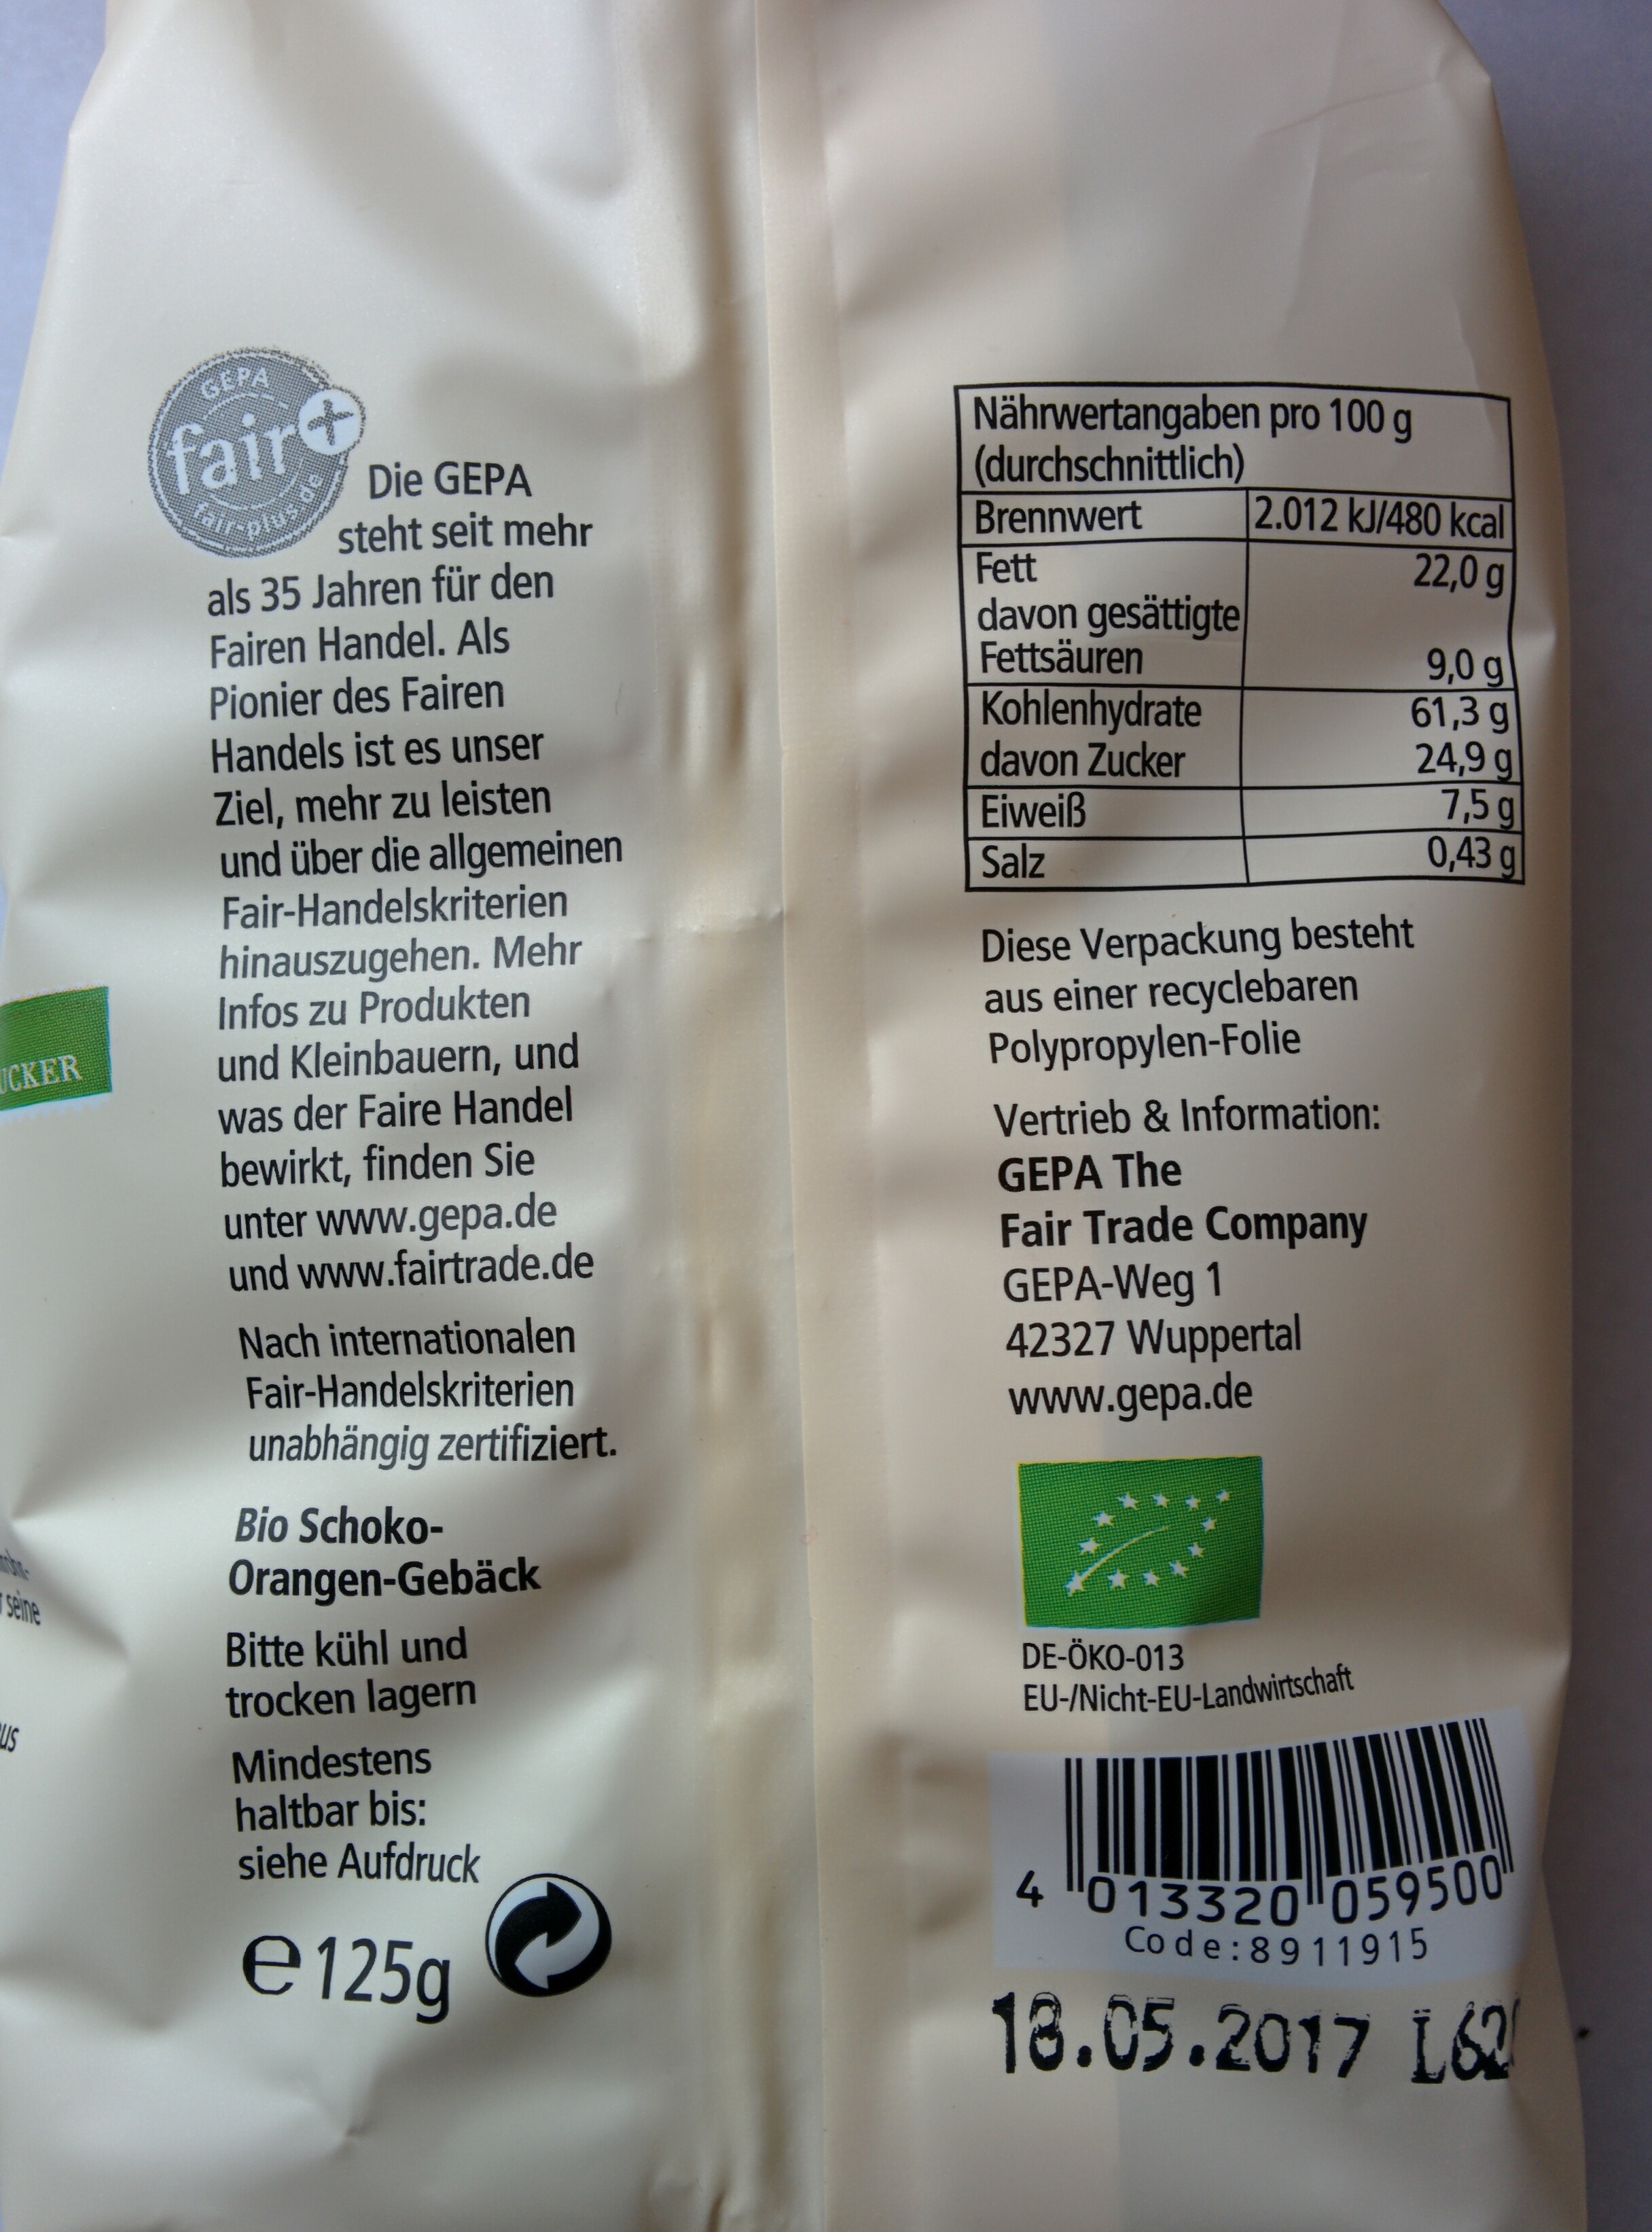 GEPA
fair+
fair-plus.de
Die GEPA
steht seit mehr
als 35 Jahren für den
Fairen Handel. Als
Pionier des Fairen
Handels ist es unser
Ziel, mehr zu leisten
und über die allgemeinen
Fair-Handelskriterien
hinauszugehen. Mehr
Infos zu Produkten
und Kleinbauern, und
was der Faire Handel
bewirkt, finden Sie
unter www.gepa.de
und www.fairtrade.de
Nach internationalen
Fair-Handelskriterien
unabhängig zertifiziert.
Bio Schoko-
Orangen-Gebäck
Bitte kühl und
trocken lagern
Mindestens
haltbar bis:
siehe Aufdruck
e 125g
UCKER
seine
us
Nährwertangaben pro 100 g
(durchschnittlich)
Brennwert 2.012 kJ/480 kcal
Fett 22,0 g
davon gesättigte
Fettsäuren 9,0 g
Kohlenhydrate 61,3 g
davon Zucker 24,9 g
Eiweiß 7,5 g
Salz 0,43 g
Diese Verpackung besteht
aus einer recyclebaren
Polypropylen-Folie
Vertrieb & Information:
GEPA The
Fair Trade Company
GEPA-Weg 1
42327 Wuppertal
www.gepa.de
DE-ÖKO-013
EU-/Nicht-EU-Landwirtschaft
4 013320 059500
Code:8911915
18.05.2017 L62